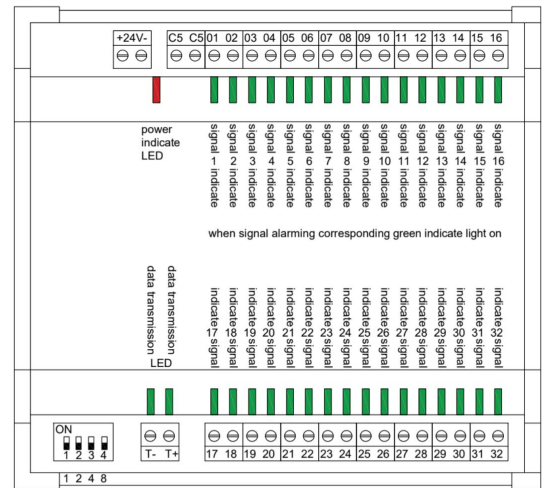 +24V- C5 C5 01 02 03 04 05 06 07 08 09 10 11 12 13 14 15 16
power
indicate
LED
signal 1 indicate
signal 2 indicate
signal 3 indicate
signal 4 indicate
signal 5 indicate
signal 6 indicate
signal 7 indicate
signal 8 indicate
signal 9 indicate
signal 10 indicate
signal 11 indicate
signal 12 indicate
signal 13 indicate
signal 14 indicate
signal 15 indicate
signal 16 indicate
when signal alarming corresponding green indicate light on
data transmission
data transmission
LED
indicate 17 signal
indicate 18 signal
indicate 19 signal
indicate 20 signal
indicate 21 signal
indicate 22 signal
indicate 23 signal
indicate 24 signal
indicate 25 signal
indicate 26 signal
indicate 27 signal
indicate 28 signal
indicate 29 signal
indicate 30 signal
indicate 31 signal
indicate 32 signal
ON
1 2 3 4
T- T+
17 18 19 20 21 22 23 24 25 26 27 28 29 30 31 32
1 2 4 8